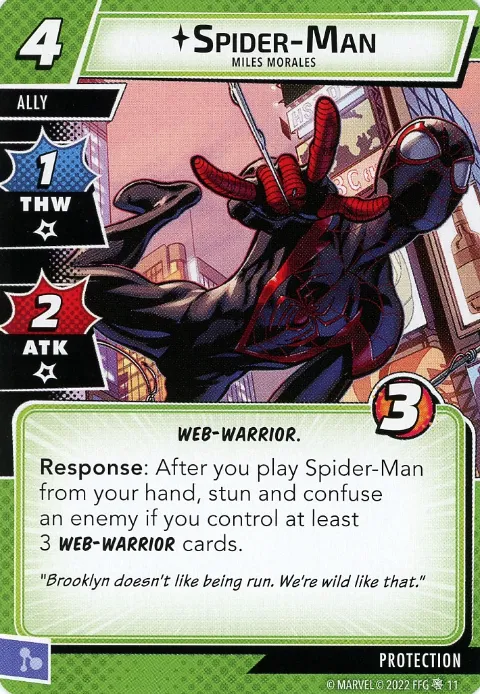 4
SPIDER-MAN
MILES MORALES
ALLY
1
THW
2
ATK
3
WEB-WARRIOR.
Response: After you play Spider-Man
from your hand, stun and confuse
an enemy if you control at least
3 WEB-WARRIOR cards.
"Brooklyn doesn't like being run. We're wild like that."
PROTECTION
© MARVEL © 2022 FFG 11